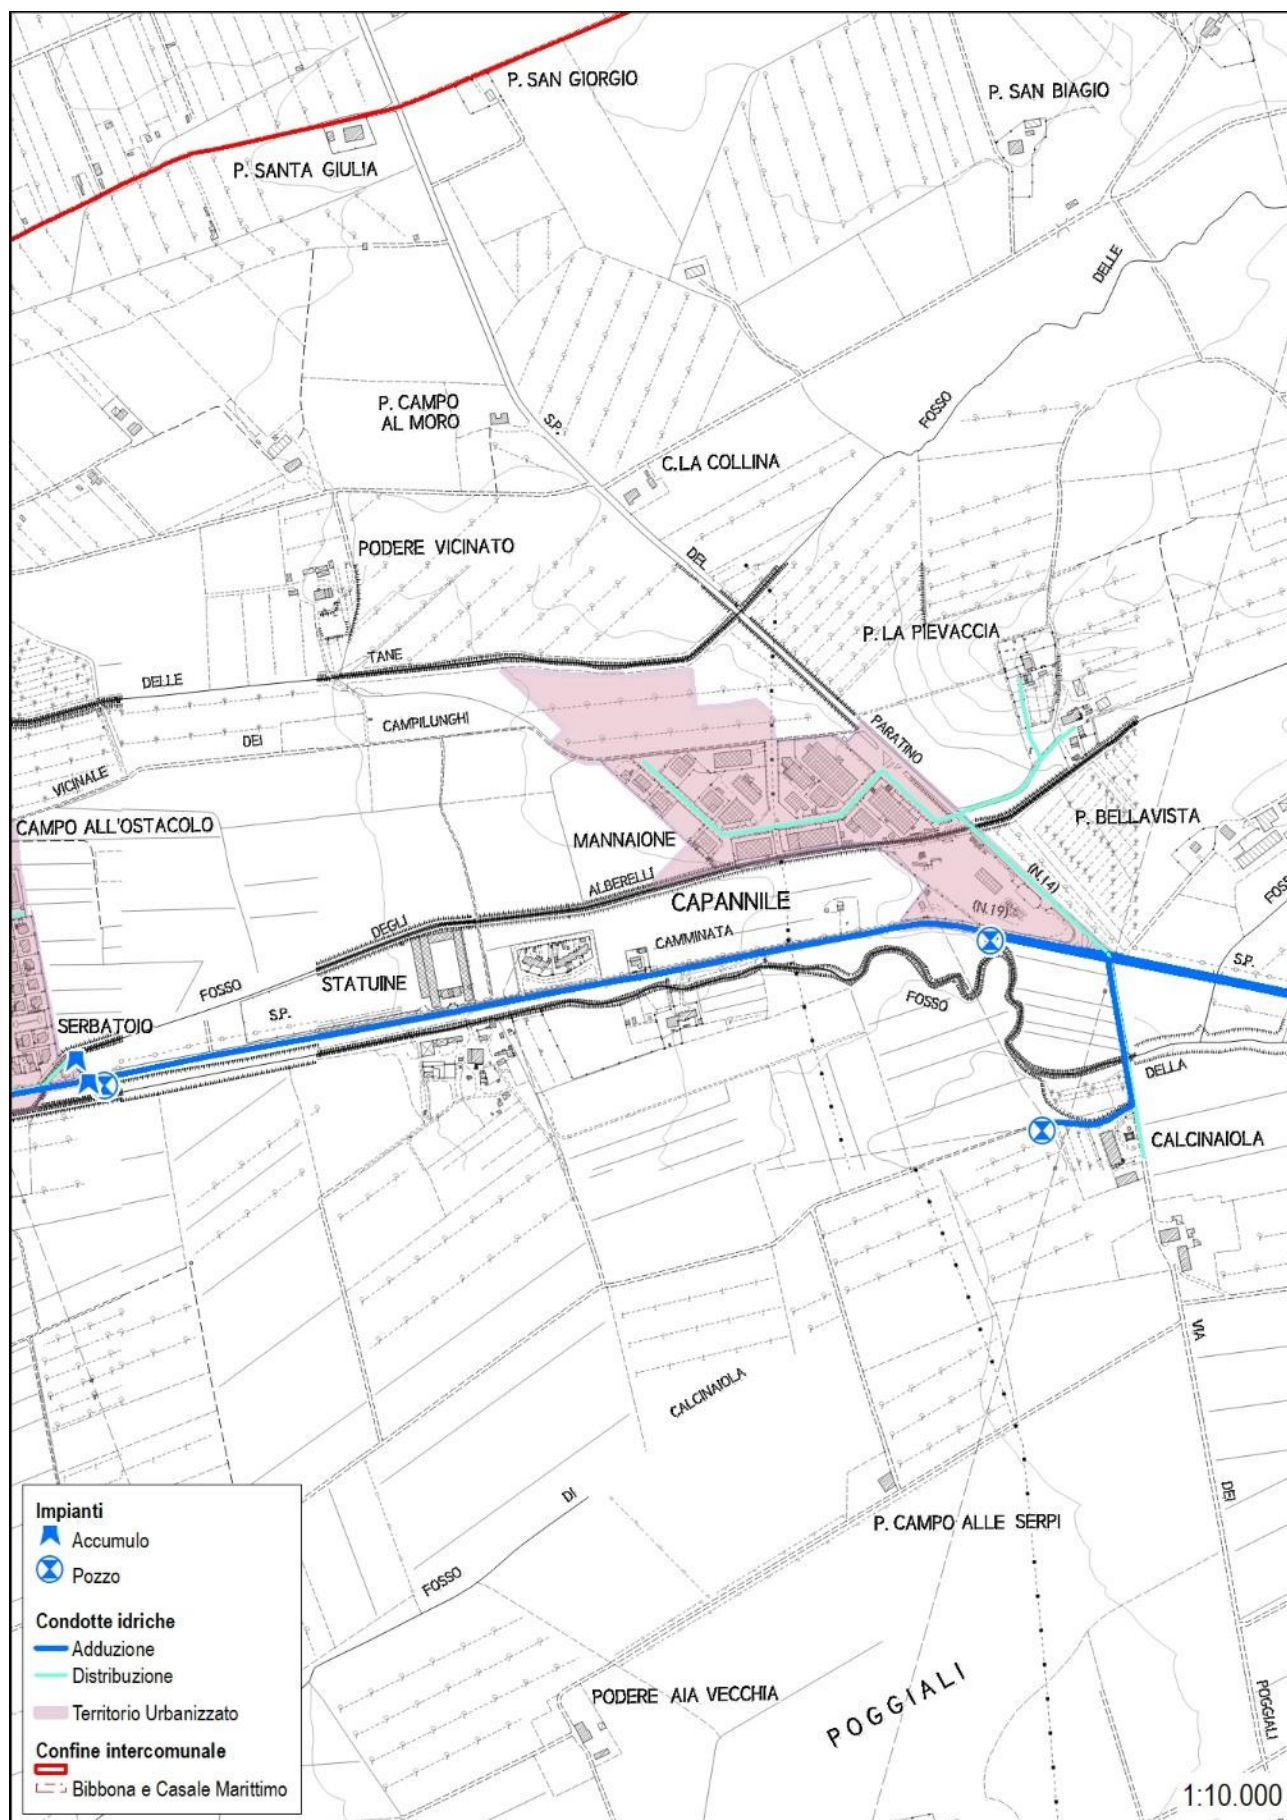 P. SAN GIORGIO
P. SAN BIAGIO
P. SANTA GIULIA
DELLE
P. CAMPO
AL MORO
S.P.
FOSSO
C.LA COLLINA
PODERE VICINATO
DEL
P. LA PIEVACCIA
TANE
DELLE
CAMPILUNGHI
DEI
PARATINO
VICINALE
CAMPO ALL'OSTACOLO
MANNAIONE
P. BELLAVISTA
ALBERELLI
(N.14)
FOSS
CAPANNILE
(N.19)
DEGLI
CAMMINATA
S.P.
STATUINE
FOSSO
FOSSO
S.P.
SERBATOIO
DELLA
CALCINAIOLA
VIA
CALCINAIOLA
DEI
DI
P. CAMPO ALLE SERPI
FOSSO
PODERE AIA VECCHIA
POGGIALI
POGGIALI
Impianti
Accumulo
Pozzo
Condotte idriche
Adduzione
Distribuzione
Territorio Urbanizzato
Confine intercomunale
Bibbona e Casale Marittimo
1:10.000